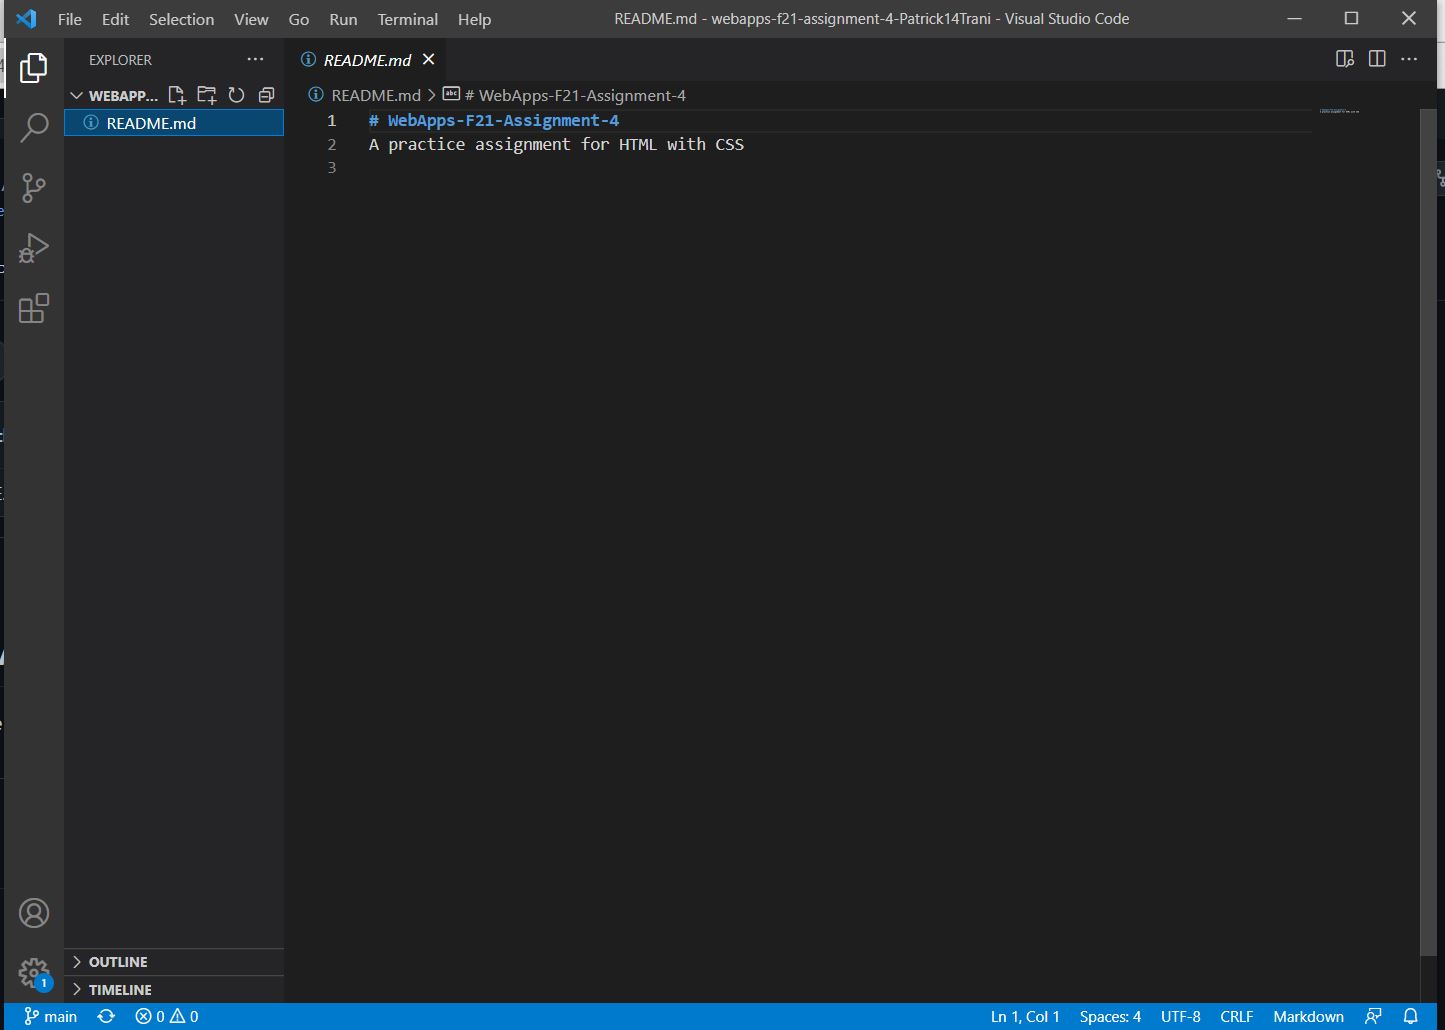 File Edit Selection View Go Run Terminal Help README.md - webapps-f21-assignment-4-Patrick14Trani - Visual Studio Code
EXPLORER
README.md
WEBAPP...
README.md > # WebApps-F21-Assignment-4
README.md
1 # WebApps-F21-Assignment-4
2 A practice assignment for HTML with CSS
3
OUTLINE
TIMELINE
1
main 0 0 Ln 1, Col 1 Spaces: 4 UTF-8 CRLF Markdown